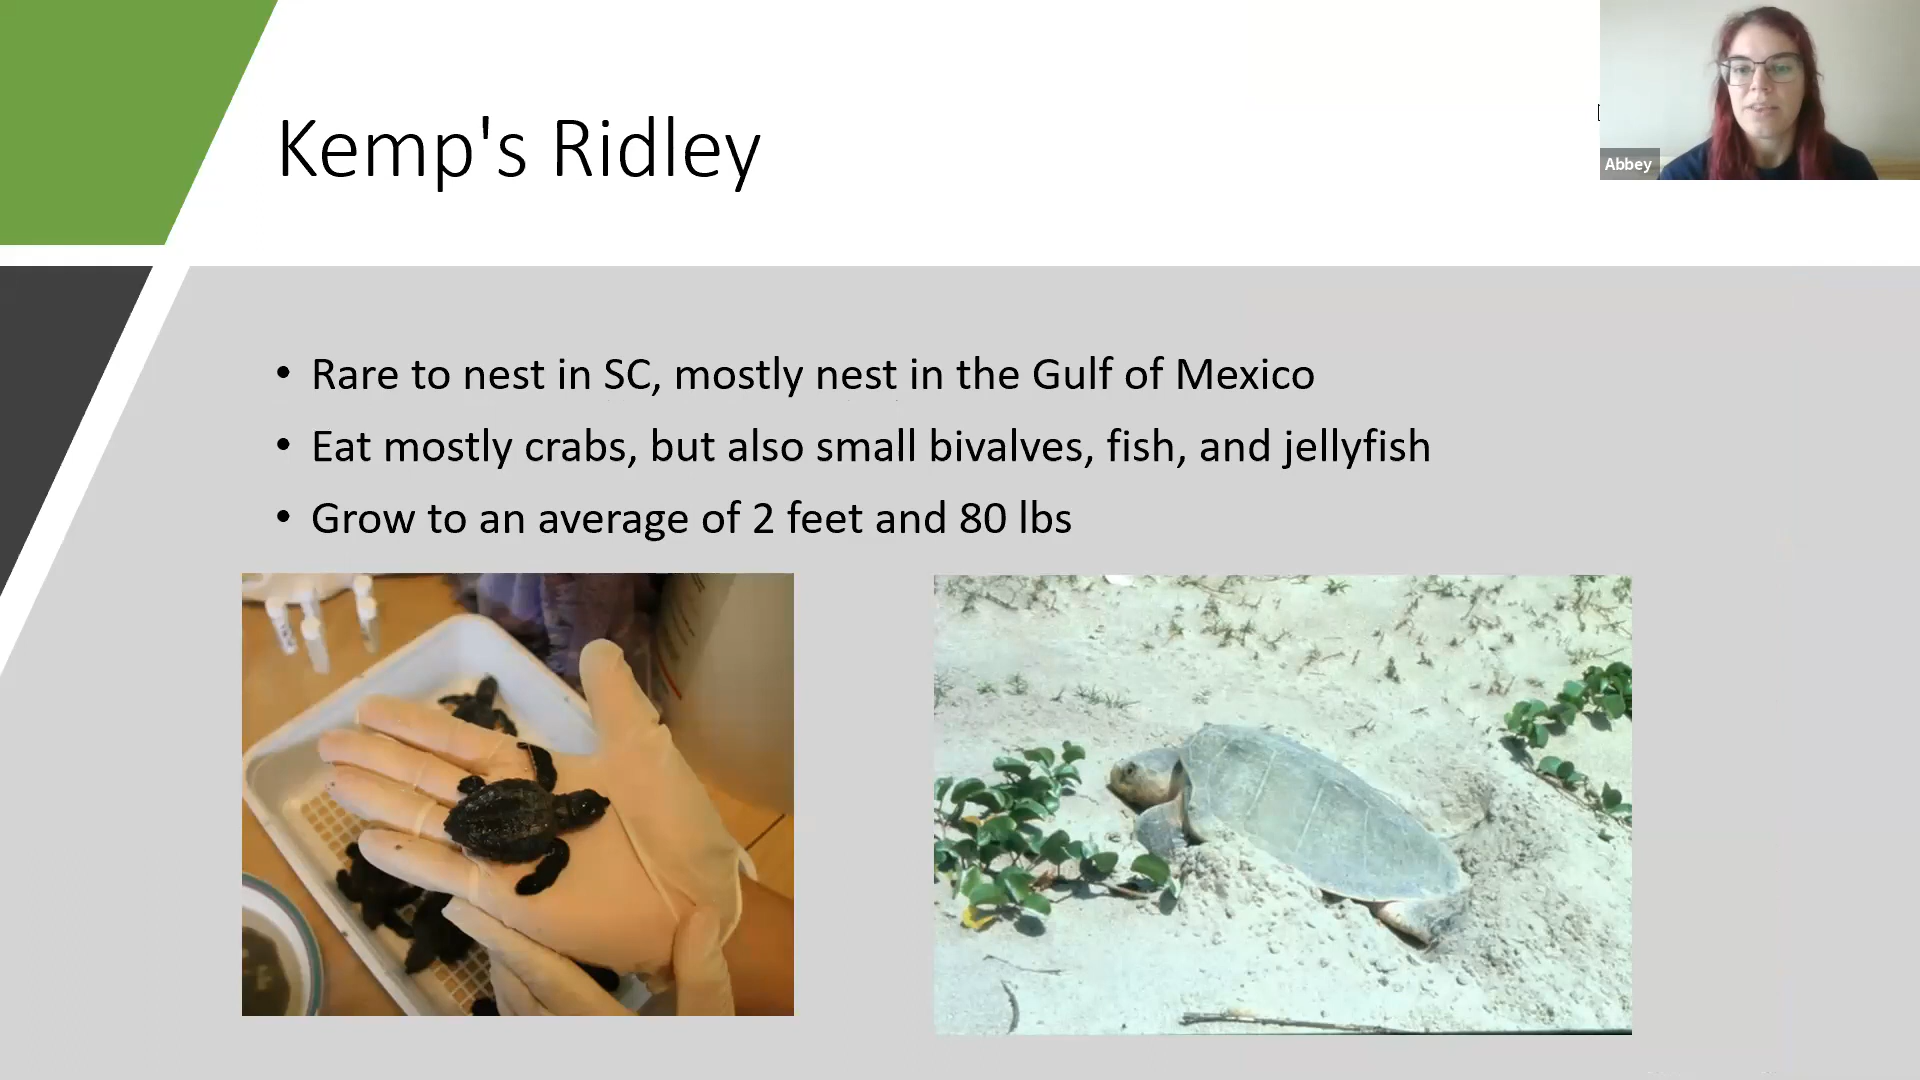 Kemp's Ridley
Abbey
• Rare to nest in SC, mostly nest in the Gulf of Mexico
• Eat mostly crabs, but also small bivalves, fish, and jellyfish
• Grow to an average of 2 feet and 80 lbs